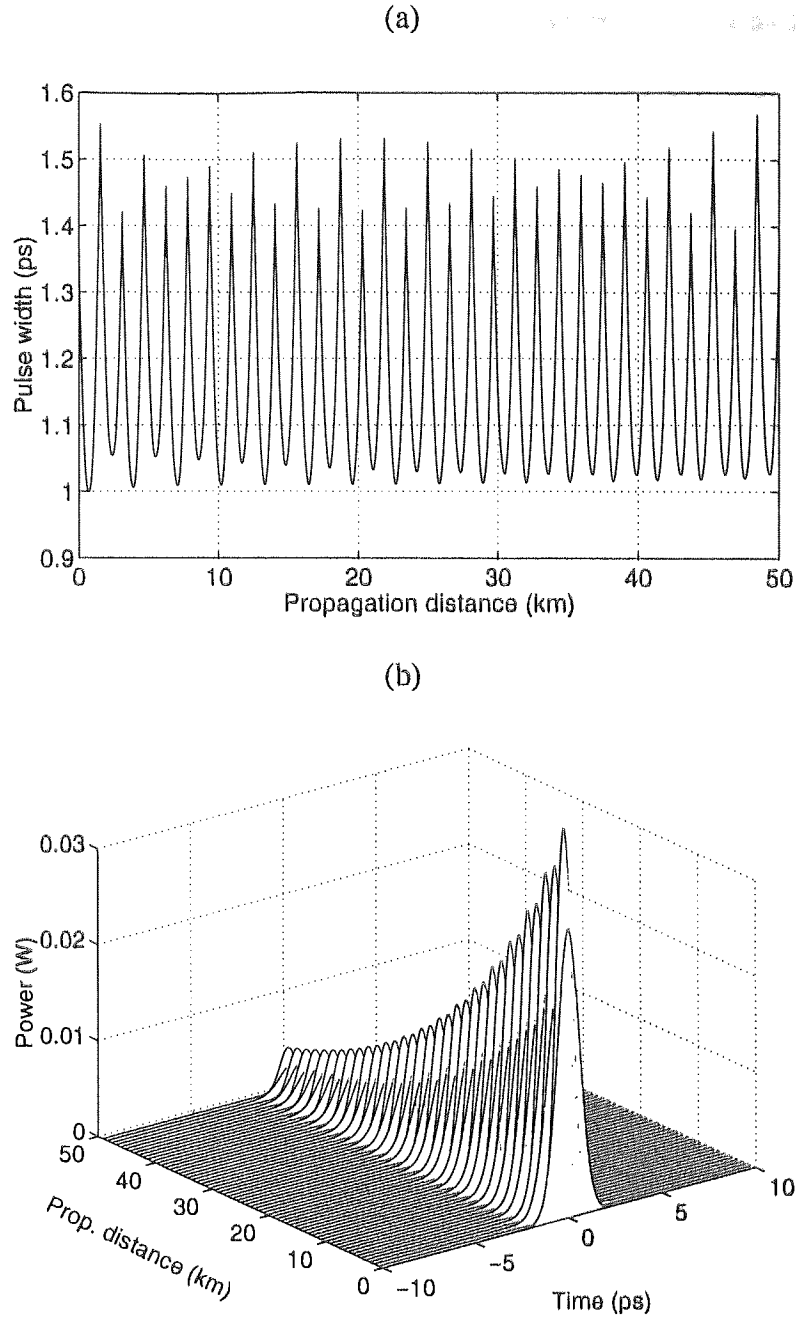 (a)
1.6
1.5
1.4
1.3
1.2
1.1
1
0.9
Pulse width (ps)
0 10 20 30 40 50
Propagation distance (km)
(b)
0.03
0.02
0.01
0
Power (W)
50 40 30 20 10 0
Prop. distance (km)
-10 -5 0 5 10
Time (ps)